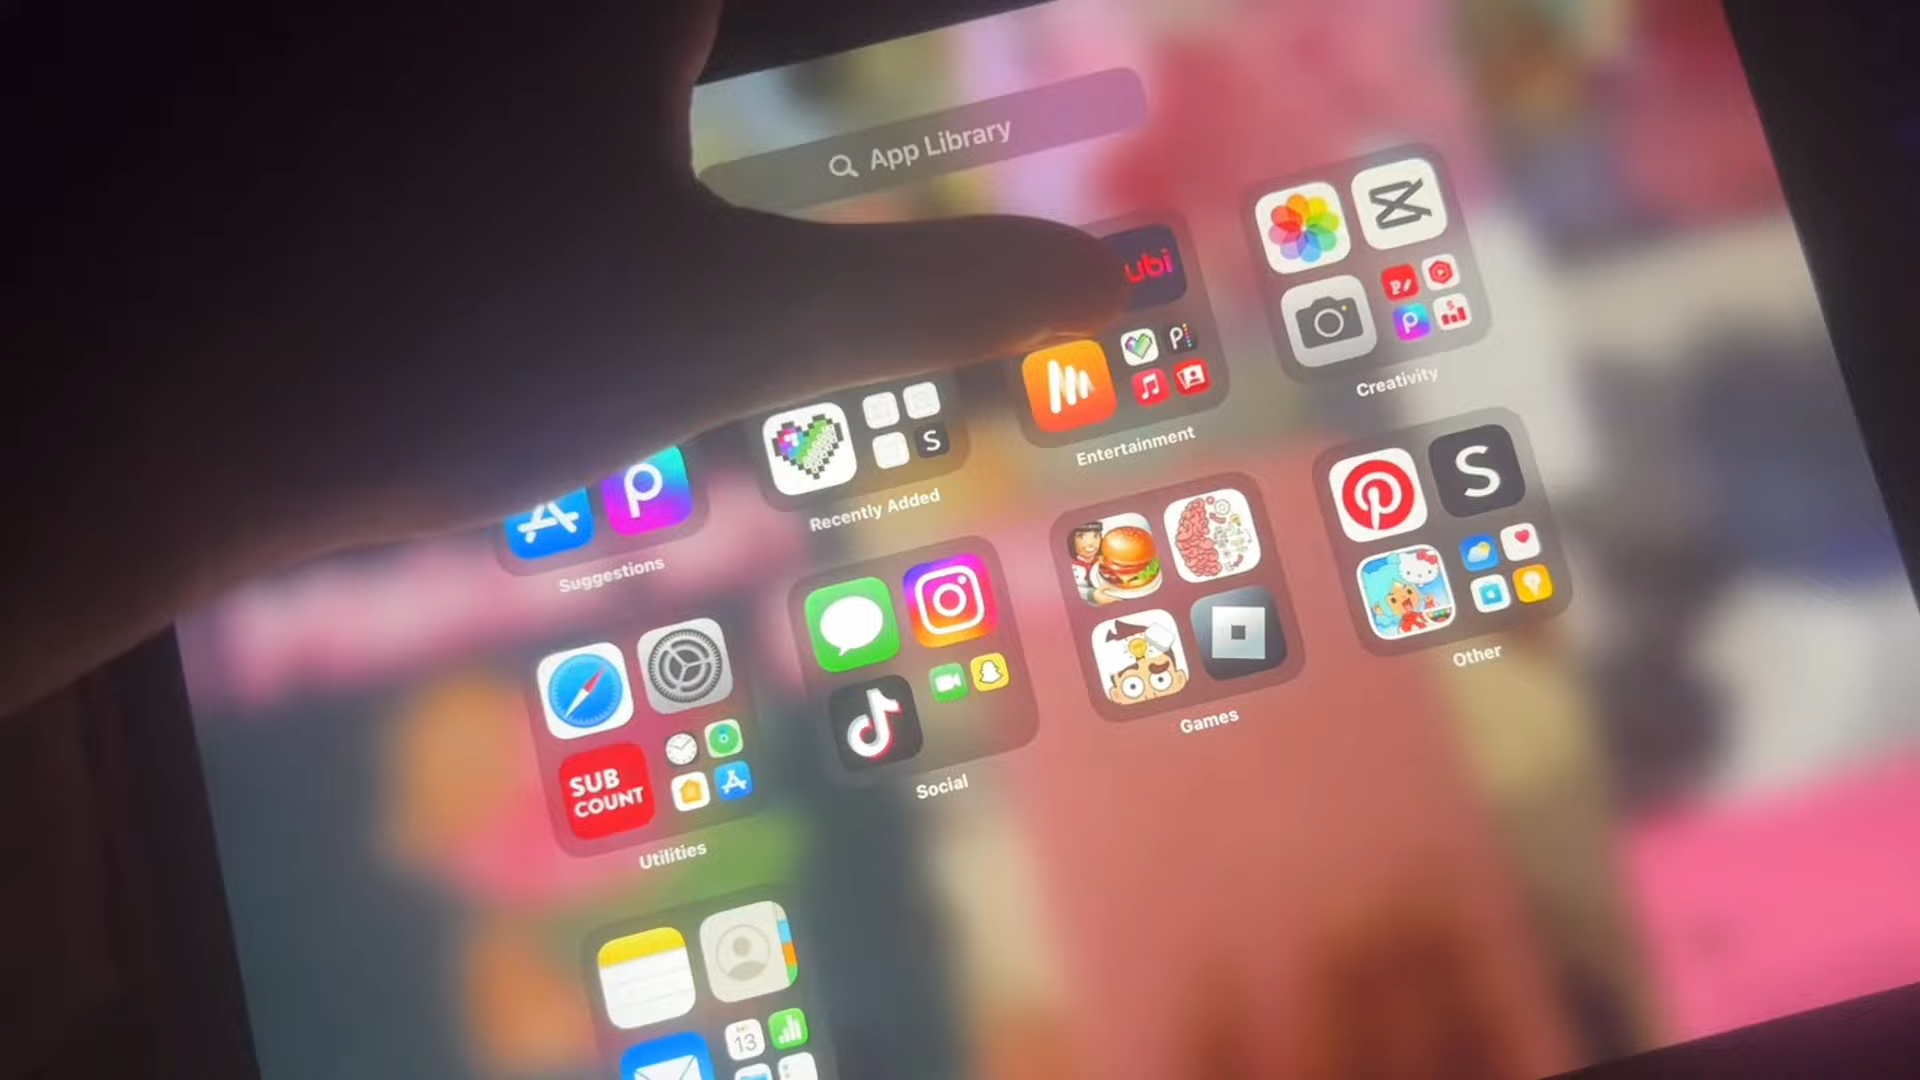 App Library
ubi
Creativity
Entertainment
S
Recently Added
Suggestions
S
Other
Games
SUB
COUNT
Social
Utilities
13